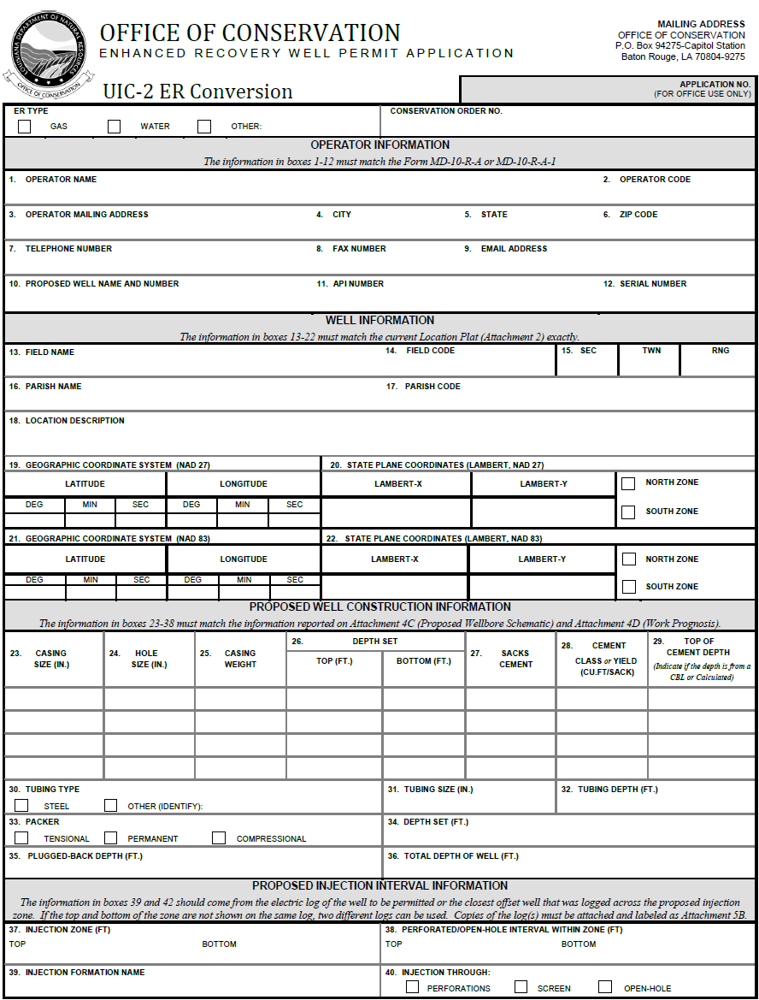 LOUISIANA DEPARTMENT OF NATURAL RESOURCES
OFFICE OF CONSERVATION
OFFICE OF CONSERVATION
ENHANCED RECOVERY WELL PERMIT APPLICATION
MAILING ADDRESS
OFFICE OF CONSERVATION
P.O. Box 94275-Capitol Station
Baton Rouge, LA 70804-9275
UIC-2 ER Conversion
APPLICATION NO.
(FOR OFFICE USE ONLY)
ER TYPE
GAS WATER OTHER:
CONSERVATION ORDER NO.
OPERATOR INFORMATION
The information in boxes 1-12 must match the Form MD-10-R-A or MD-10-R-A-1
1. OPERATOR NAME 2. OPERATOR CODE
3. OPERATOR MAILING ADDRESS 4. CITY 5. STATE 6. ZIP CODE
7. TELEPHONE NUMBER 8. FAX NUMBER 9. EMAIL ADDRESS
10. PROPOSED WELL NAME AND NUMBER 11. API NUMBER 12. SERIAL NUMBER
WELL INFORMATION
The information in boxes 13-22 must match the current Location Plat (Attachment 2) exactly.
13. FIELD NAME 14. FIELD CODE 15. SEC TWN RNG
16. PARISH NAME 17. PARISH CODE
18. LOCATION DESCRIPTION
19. GEOGRAPHIC COORDINATE SYSTEM (NAD 27) 20. STATE PLANE COORDINATES (LAMBERT, NAD 27)
LATITUDE LONGITUDE LAMBERT-X LAMBERT-Y NORTH ZONE
DEG MIN SEC DEG MIN SEC SOUTH ZONE
21. GEOGRAPHIC COORDINATE SYSTEM (NAD 83) 22. STATE PLANE COORDINATES (LAMBERT, NAD 83)
LATITUDE LONGITUDE LAMBERT-X LAMBERT-Y NORTH ZONE
DEG MIN SEC DEG MIN SEC SOUTH ZONE
PROPOSED WELL CONSTRUCTION INFORMATION
The information in boxes 23-38 must match the information reported on Attachment 4C (Proposed Wellbore Schematic) and Attachment 4D (Work Prognosis).
23. CASING
SIZE (IN.)
24. HOLE
SIZE (IN.)
25. CASING
WEIGHT
26. DEPTH SET
TOP (FT.) BOTTOM (FT.)
27. SACKS
CEMENT
28. CEMENT
CLASS or YIELD
(CU.FT/SACK)
29. TOP OF
CEMENT DEPTH
(Indicate if the depth is from a
CBL or Calculated)
30. TUBING TYPE
STEEL OTHER (IDENTIFY):
31. TUBING SIZE (IN.) 32. TUBING DEPTH (FT.)
33. PACKER
TENSIONAL PERMANENT COMPRESSIONAL
34. DEPTH SET (FT.)
35. PLUGGED-BACK DEPTH (FT.) 36. TOTAL DEPTH OF WELL (FT.)
PROPOSED INJECTION INTERVAL INFORMATION
The information in boxes 39 and 42 should come from the electric log of the well to be permitted or the closest offset well that was logged across the proposed injection
zone. If the top and bottom of the zone are not shown on the same log, two different logs can be used. Copies of the log(s) must be attached and labeled as Attachment 5B.
37. INJECTION ZONE (FT)
TOP BOTTOM
38. PERFORATED/OPEN-HOLE INTERVAL WITHIN ZONE (FT)
TOP BOTTOM
39. INJECTION FORMATION NAME
40. INJECTION THROUGH:
PERFORATIONS SCREEN OPEN-HOLE